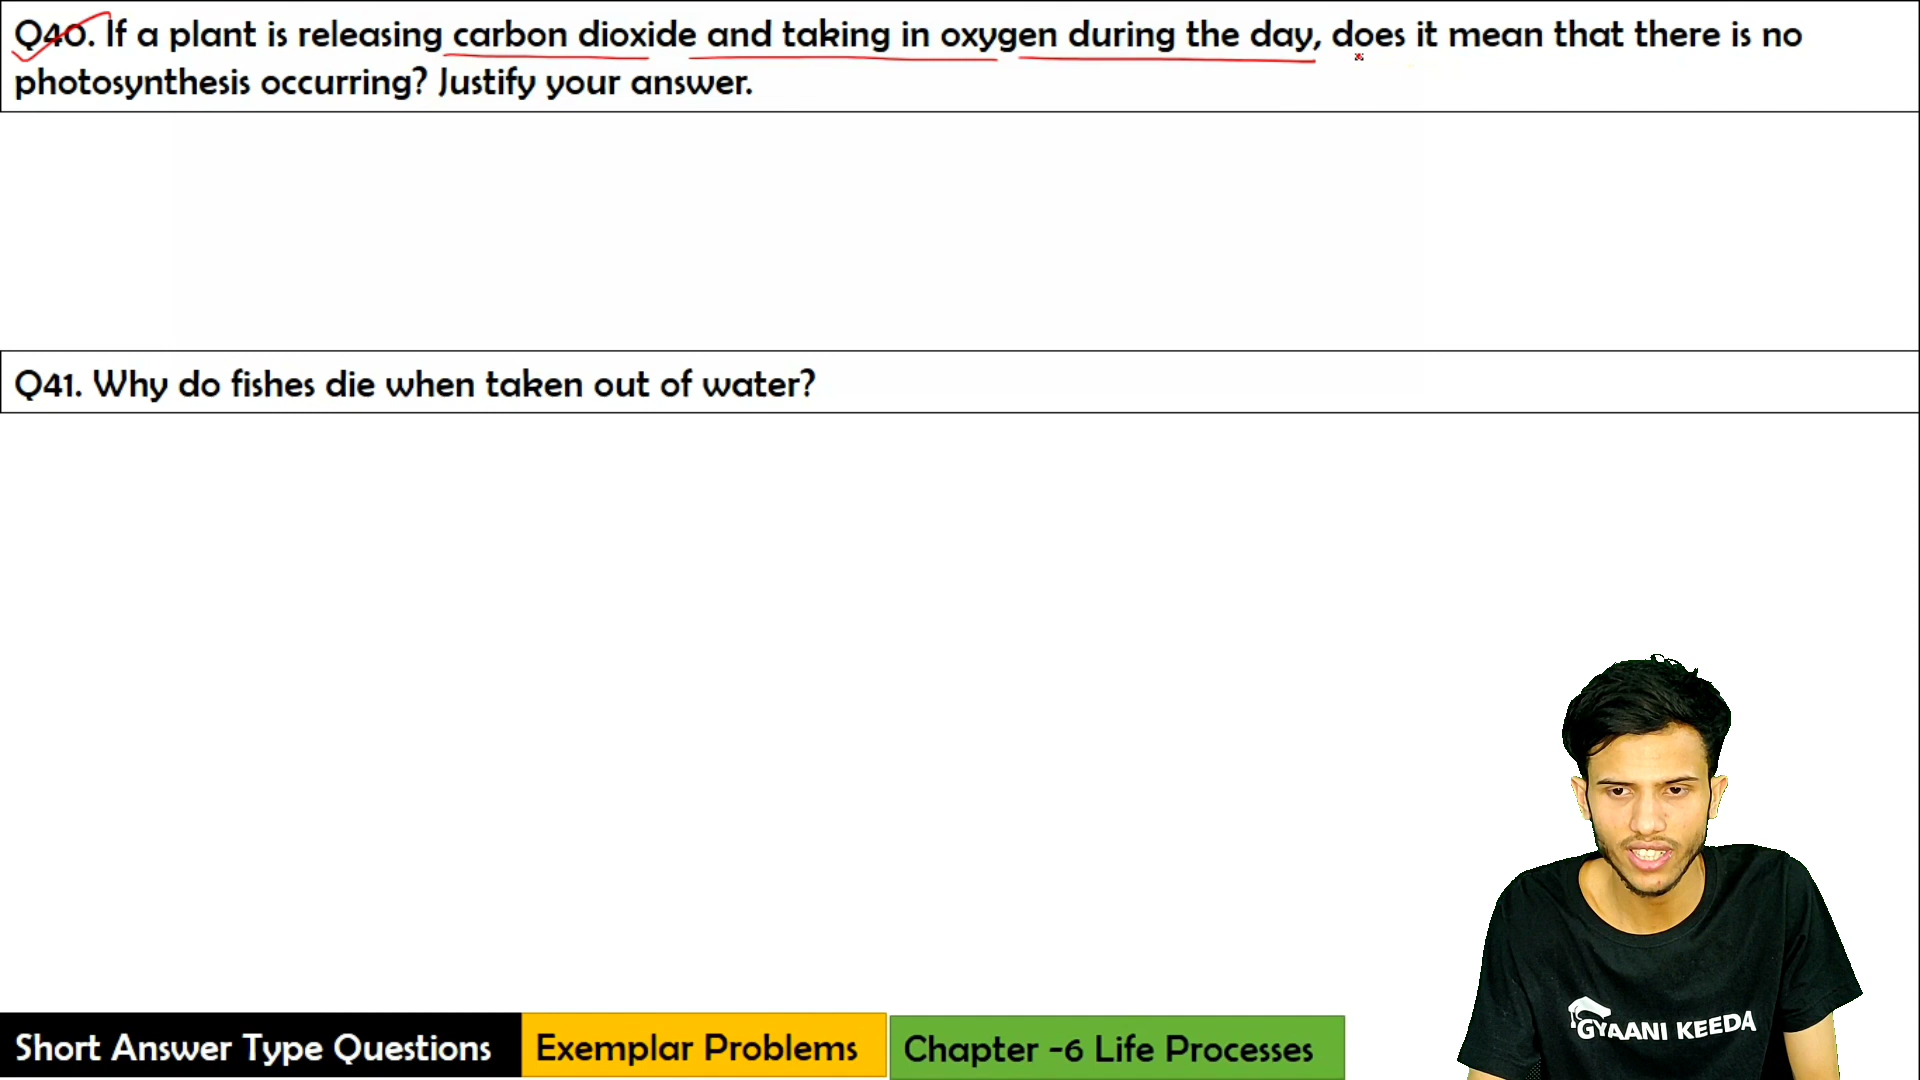 Q40. If a plant is releasing carbon dioxide and taking in oxygen during the day, does it mean that there is no
photosynthesis occurring? Justify your answer.
Q41. Why do fishes die when taken out of water?
GYAANI KEEDA
Short Answer Type Questions
Exemplar Problems
Chapter -6 Life Processes